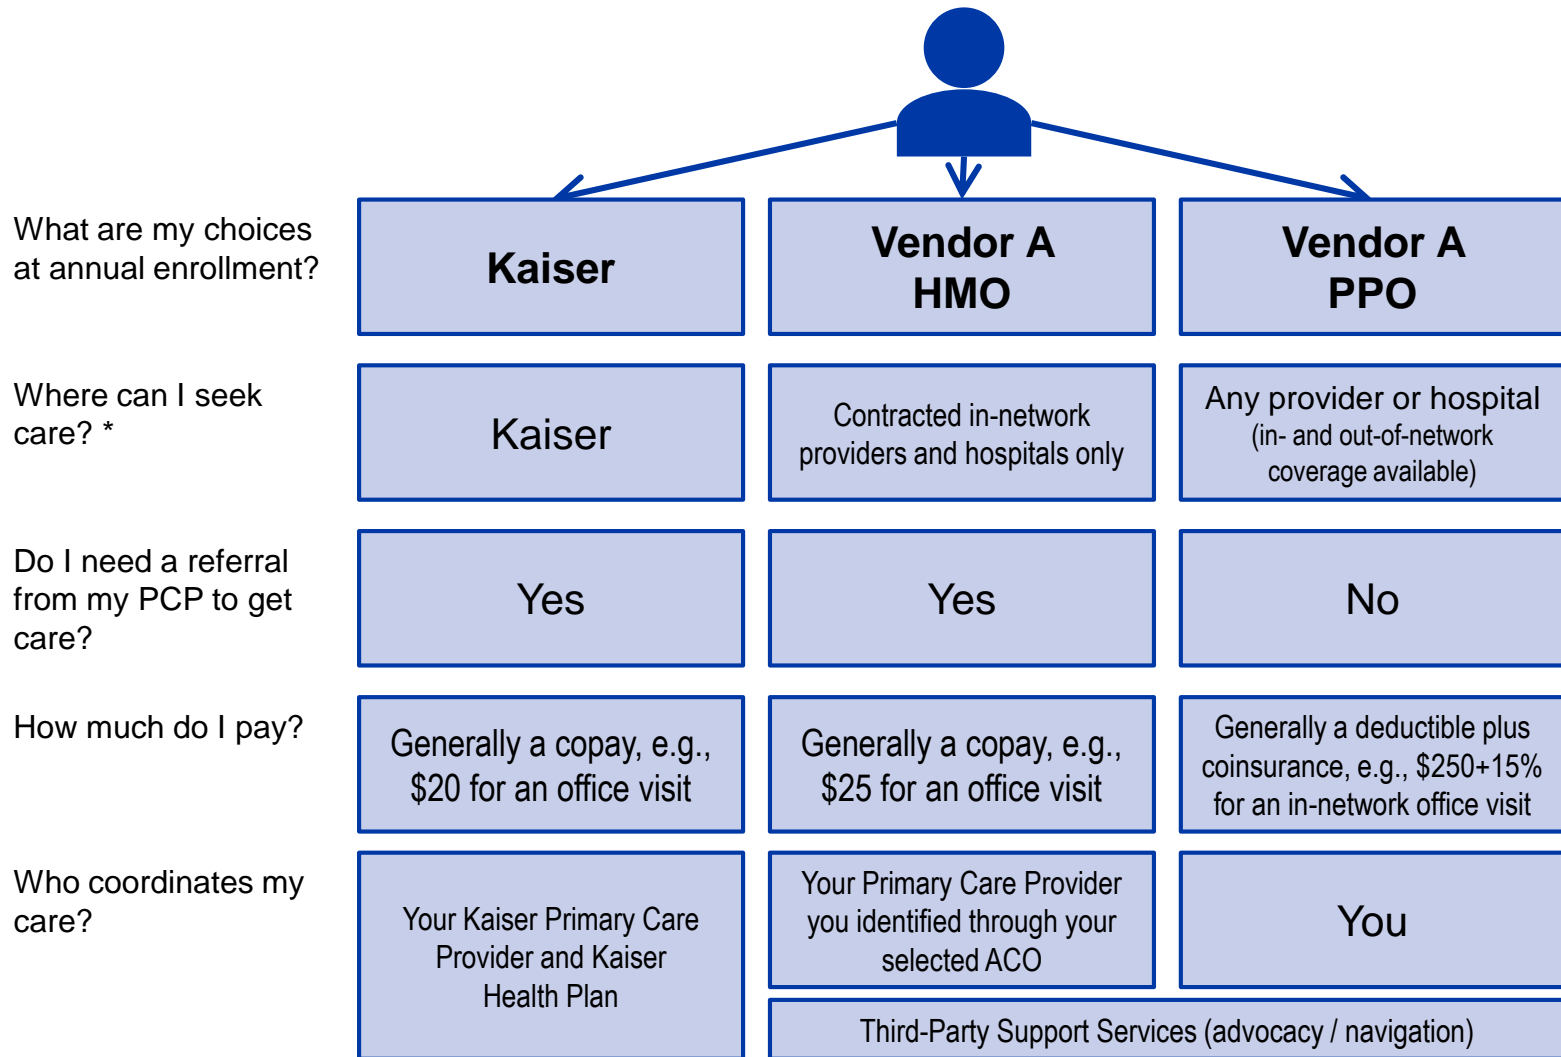 What are my choices
at annual enrollment?
Kaiser
Vendor A
HMO
Vendor A
PPO
Where can I seek
care? *
Kaiser
Contracted in-network
providers and hospitals only
Any provider or hospital
(in- and out-of-network
coverage available)
Do I need a referral
from my PCP to get
care?
Yes
Yes
No
How much do I pay?
Generally a copay, e.g.,
$20 for an office visit
Generally a copay, e.g.,
$25 for an office visit
Generally a deductible plus
coinsurance, e.g., $250+15%
for an in-network office visit
Who coordinates my
care?
Your Kaiser Primary Care
Provider and Kaiser
Health Plan
Your Primary Care Provider
you identified through your
selected ACO
You
Third-Party Support Services (advocacy / navigation)